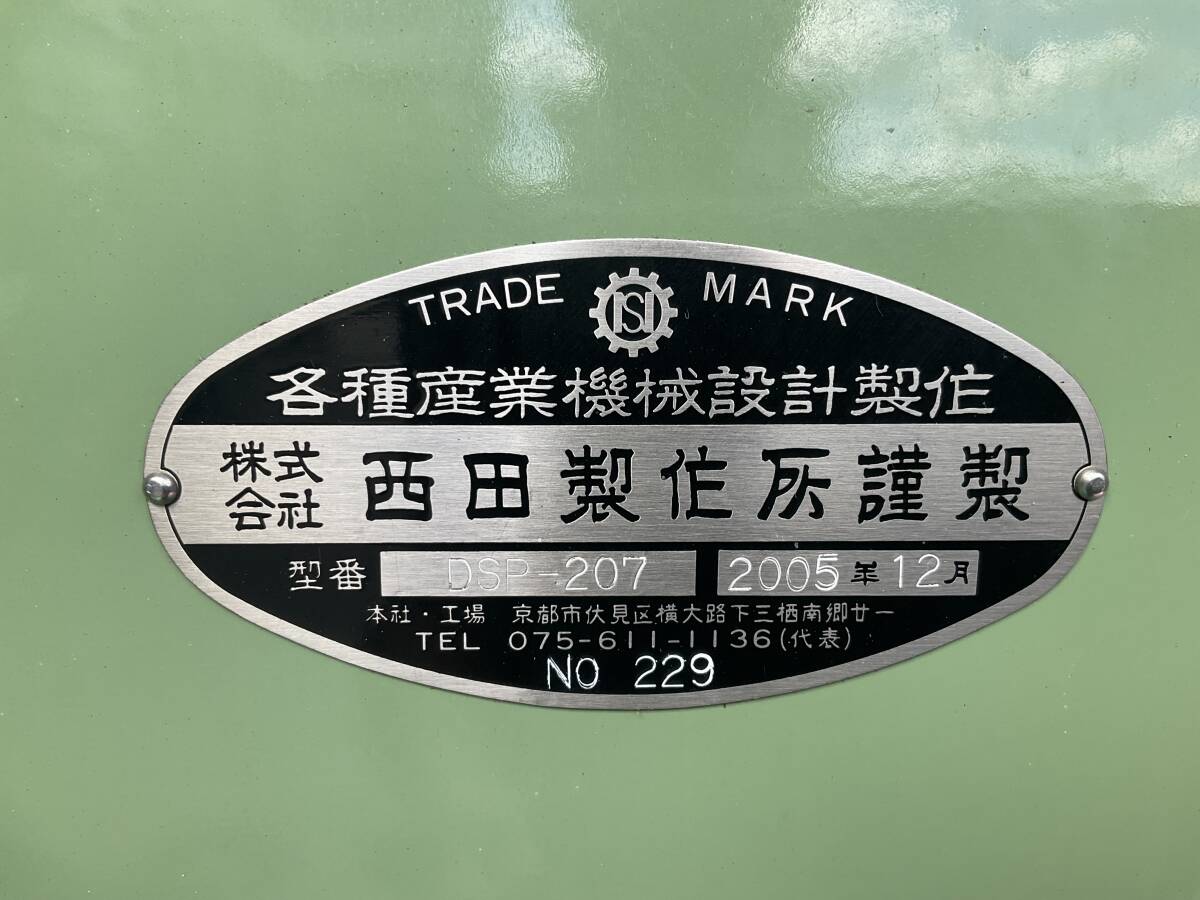 TRADE NSI MARK
各種産業機械設計製作
株式会社 西田製作所謹製
型番 DSP-207 2005年12月
本社・工場 京都市伏見区横大路下三栖南郷廿一
TEL 075-611-1136(代表)
NO 229